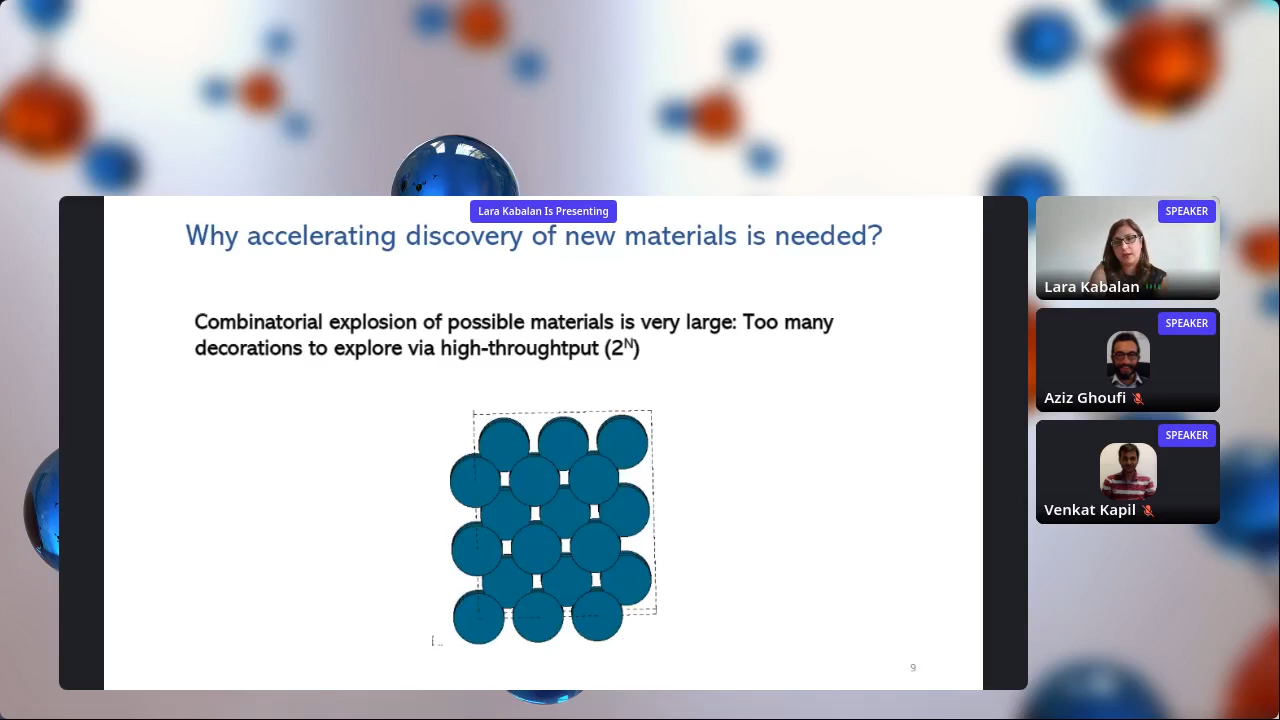 Lara Kabalan Is Presenting
Why accelerating discovery of new materials is needed?
Combinatorial explosion of possible materials is very large: Too many
decorations to explore via high-throughtput (2ᴺ)
9
SPEAKER
Lara Kabalan
SPEAKER
Aziz Ghoufi
SPEAKER
Venkat Kapil